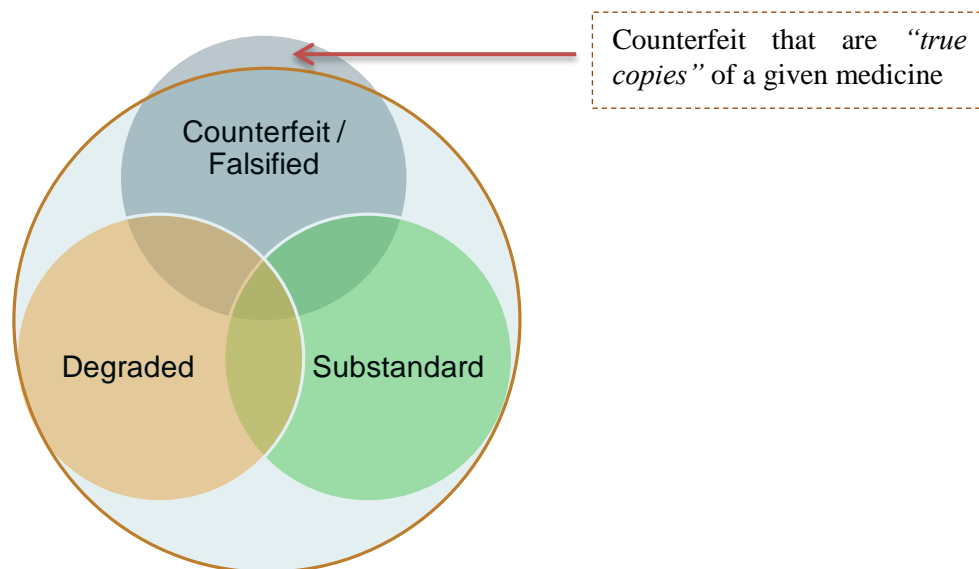 Counterfeit that are “true
copies” of a given medicine
Counterfeit /
Falsified
Degraded
Substandard